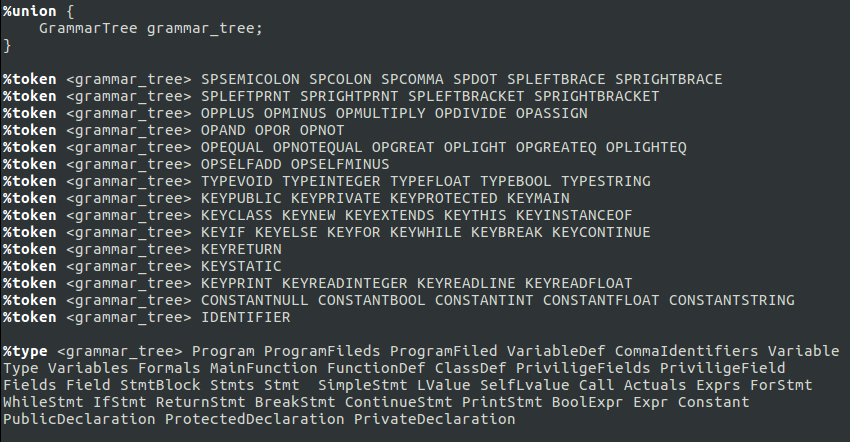 %union {
    GrammarTree grammar_tree;
}
%token <grammar_tree> SPSEMICOLON SPCOLON SPCOMMA SPDOT SPLEFTBRACE SPRIGHTBRACE
%token <grammar_tree> SPLEFTPRNT SPRIGHTPRNT SPLEFTBRACKET SPRIGHTBRACKET
%token <grammar_tree> OPPLUS OPMINUS OPMULTIPLY OPDIVIDE OPASSIGN
%token <grammar_tree> OPAND OPOR OPNOT
%token <grammar_tree> OPEQUAL OPNOTEQUAL OPGREAT OPLIGHT OPGREATEQ OPLIGHTEQ
%token <grammar_tree> OPSELFADD OPSELFMINUS
%token <grammar_tree> TYPEVOID TYPEINTEGER TYPEFLOAT TYPEBOOL TYPESTRING
%token <grammar_tree> KEYPUBLIC KEYPRIVATE KEYPROTECTED KEYMAIN
%token <grammar_tree> KEYCLASS KEYNEW KEYEXTENDS KEYTHIS KEYINSTANCEOF
%token <grammar_tree> KEYIF KEYELSE KEYFOR KEYWHILE KEYBREAK KEYCONTINUE
%token <grammar_tree> KEYRETURN
%token <grammar_tree> KEYSTATIC
%token <grammar_tree> KEYPRINT KEYREADINTEGER KEYREADLINE KEYREADFLOAT
%token <grammar_tree> CONSTANTNULL CONSTANTBOOL CONSTANTINT CONSTANTFLOAT CONSTANTSTRING
%token <grammar_tree> IDENTIFIER
%type <grammar_tree> Program ProgramFileds ProgramFiled VariableDef CommaIdentifiers Variable
Type Variables Formals MainFunction FunctionDef ClassDef PriviligeFields PriviligeField
Fields Field StmtBlock Stmts Stmt  SimpleStmt LValue SelfLvalue Call Actuals Exprs ForStmt
WhileStmt IfStmt ReturnStmt BreakStmt ContinueStmt PrintStmt BoolExpr Expr Constant
PublicDeclaration ProtectedDeclaration PrivateDeclaration